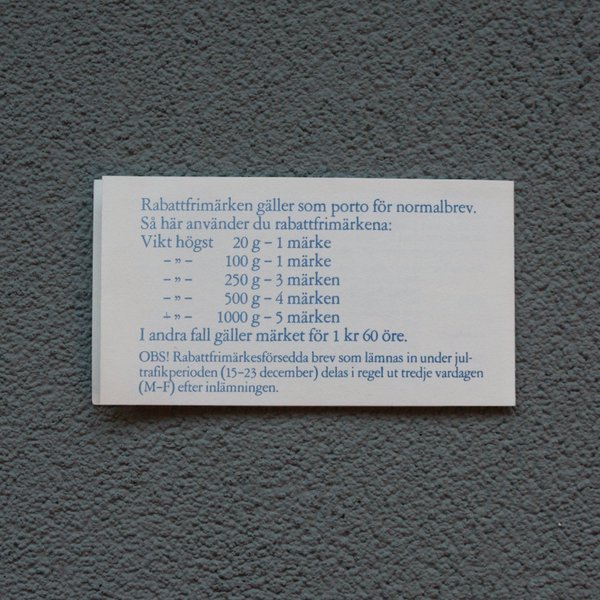 Rabattfrimärken gäller som porto för normalbrev.
Så här använder du rabattfrimärkena:
Vikt högst 20 g – 1 märke
– ” – 100 g – 1 märke
– ” – 250 g – 3 märken
– ” – 500 g – 4 märken
– ” – 1000 g – 5 märken
I andra fall gäller märket för 1 kr 60 öre.
OBS! Rabattfrimärkesförsedda brev som lämnas in under jul-
trafikperioden (15–23 december) delas i regel ut tredje vardagen
(M–F) efter inlämningen.